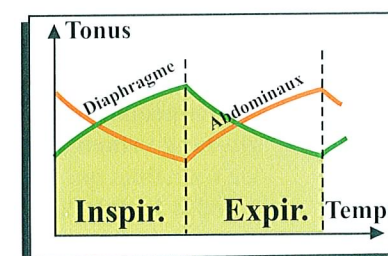 Tonus
Diaphragme
Abdominaux
Inspir.
Expir.
Temp